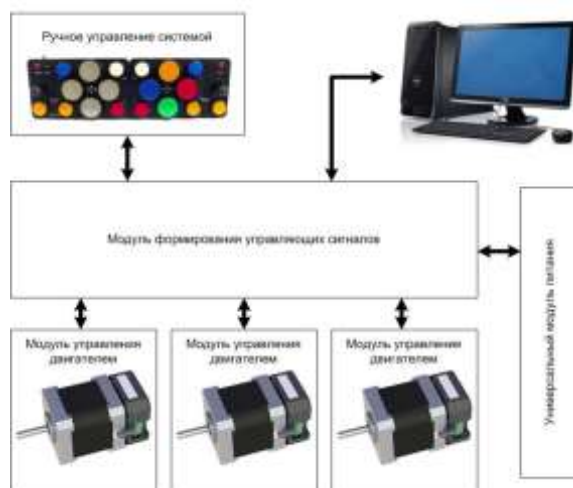 Ручное управление системой
Модуль формирования управляющих сигналов
Универсальный модуль питания
Модуль управления
двигателем
Модуль управления
двигателем
Модуль управления
двигателем